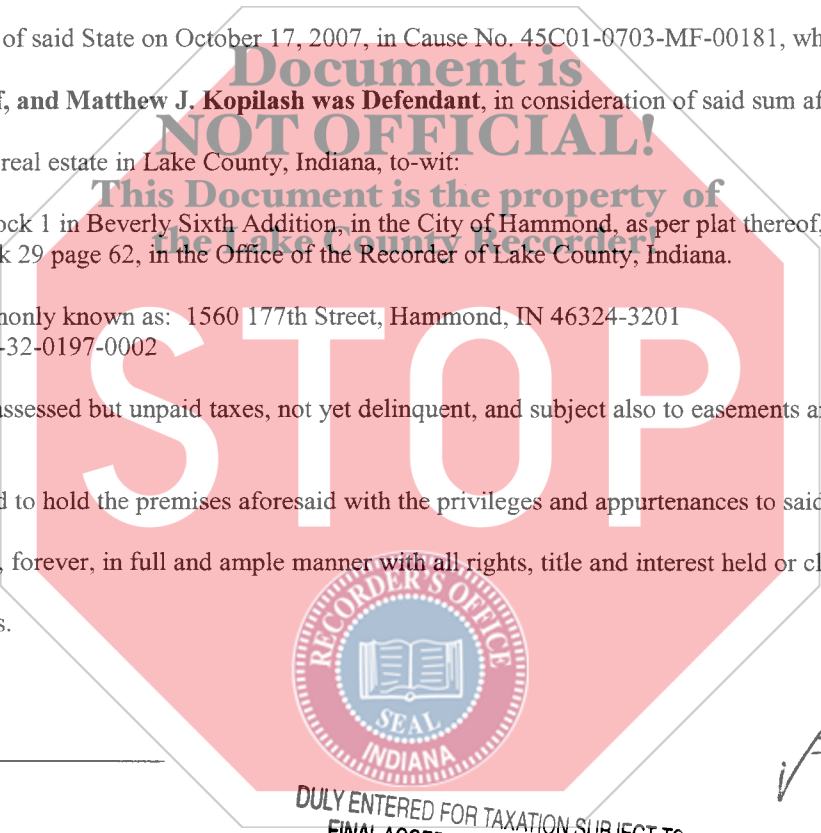 of said State on October 17, 2007, in Cause No. 45C01-0703-MF-00181,
Document is
and Matthew J. Kopilash was Defendant, in consideration of said sum
NOT OFFICIAL!
real estate in Lake County, Indiana, to-wit:
This Document is the property of
1 in Beverly Sixth Addition, in the City of Hammond, as per plat thereof,
the Lake County Recorder!
29 page 62, in the Office of the Recorder of Lake County, Indiana.
known as: 1560 177th Street, Hammond, IN 46324-3201
-32-0197-0002
STOP
assessed but unpaid taxes, not yet delinquent, and subject also to easements
to hold the premises aforesaid with the privileges and appurtenances to said
, forever, in full and ample manner with all rights, title and interest held or
s.
RECORDER'S OFFICE
SEAL
INDIANA
DULY ENTERED FOR TAXATION SUBJECT TO
FINAL